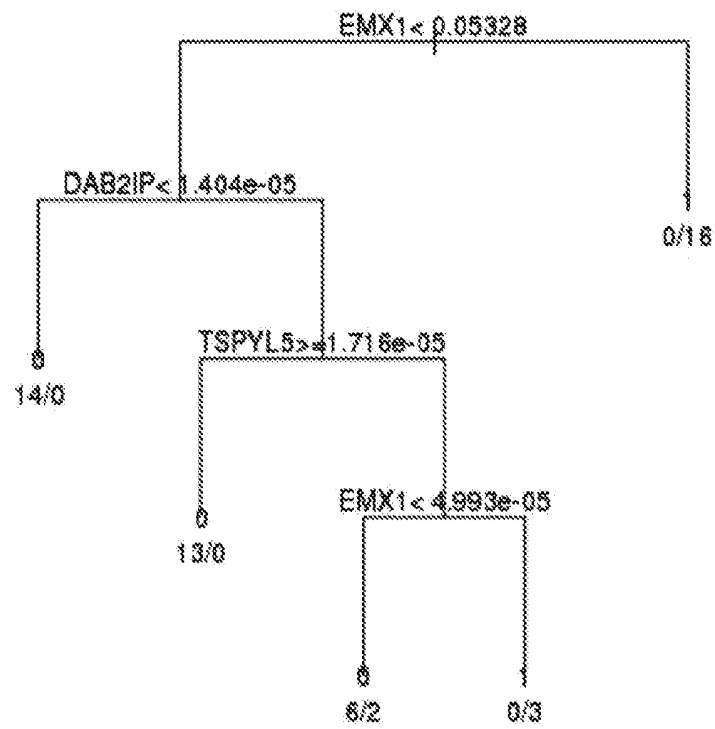 EMX1< 0.05328
DAB2IP< 1.404e-05
1
0/16
TSPYL5>=1.716e-05
0
14/0
EMX1< 4.993e-05
0
13/0
0
1
6/2
0/3